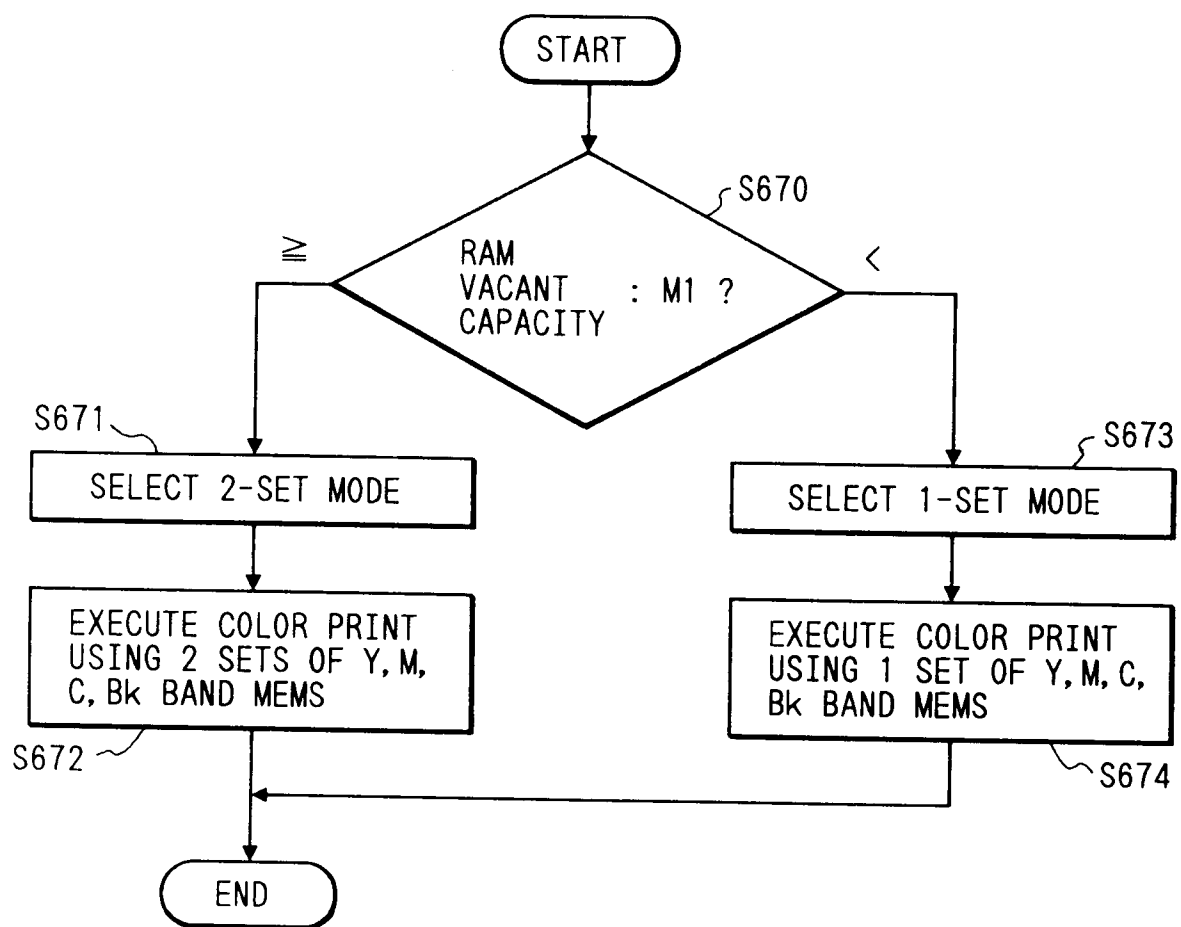 START
S670
≧
<
RAM
VACANT : M1 ?
CAPACITY
S671
SELECT 2-SET MODE
S673
SELECT 1-SET MODE
EXECUTE COLOR PRINT
USING 2 SETS OF Y, M,
C, Bk BAND MEMS
S672
EXECUTE COLOR PRINT
USING 1 SET OF Y, M, C,
Bk BAND MEMS
S674
END